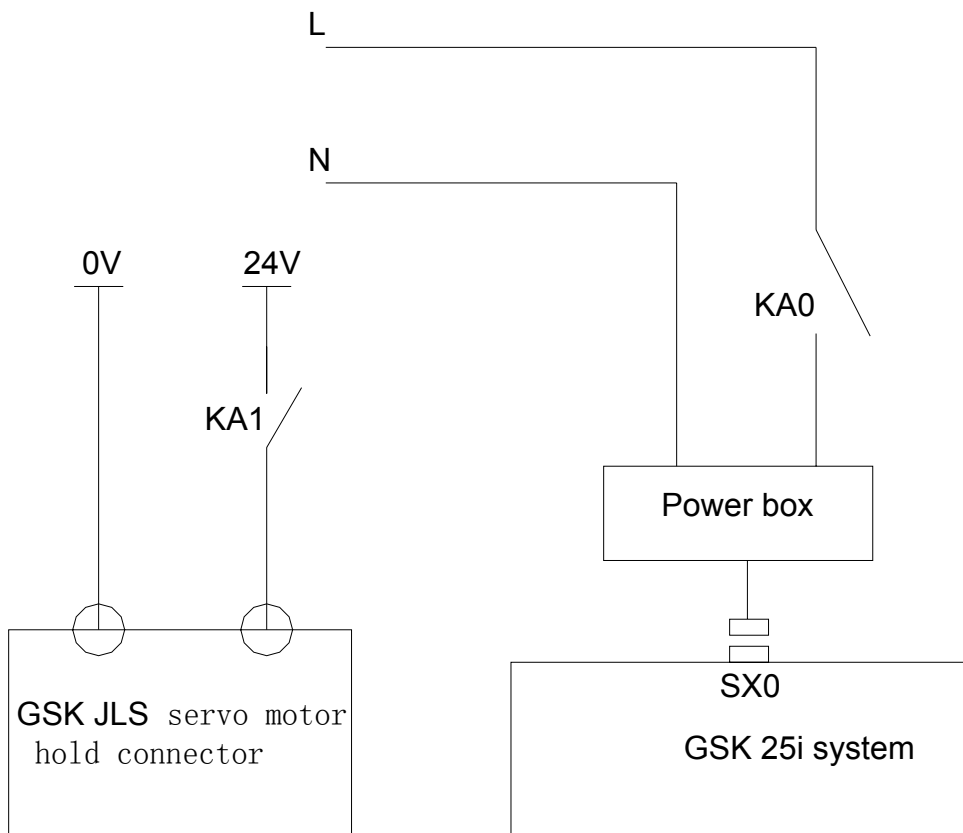 L
N
0V
24V
KA0
KA1
Power box
SX0
GSK JLS servo motor
hold connector
GSK 25i system